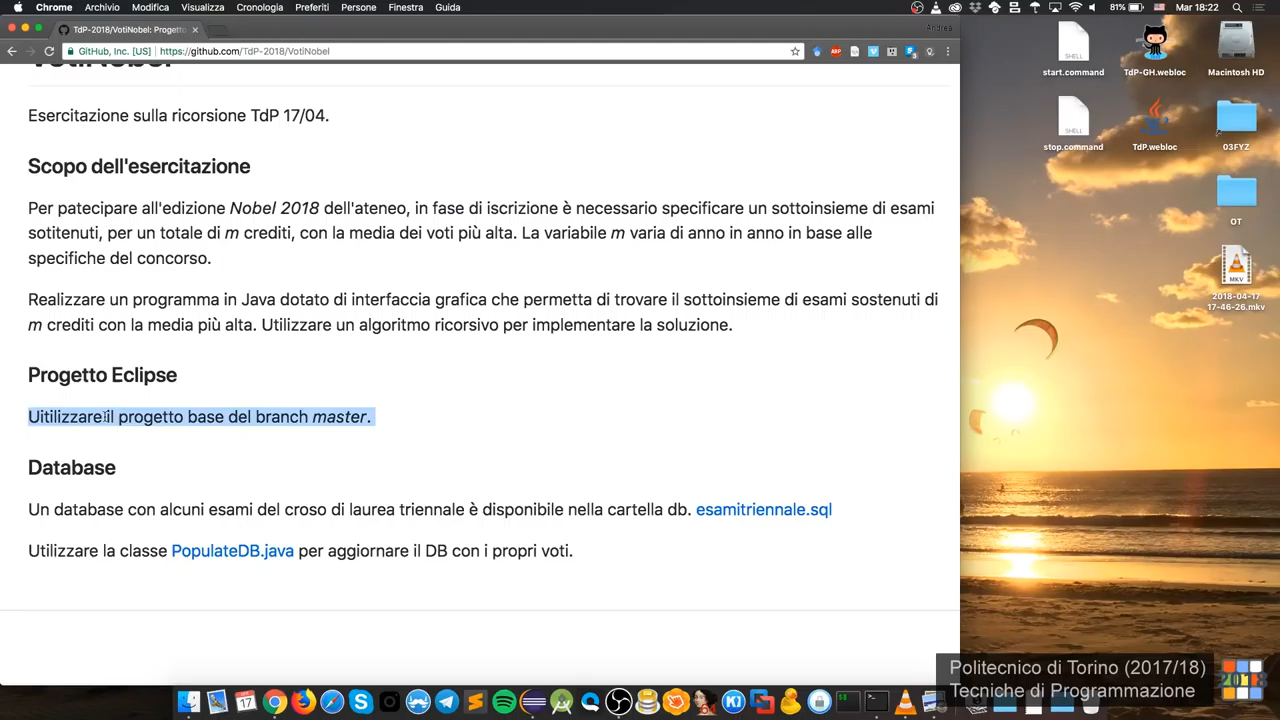 Chrome Archivio Modifica Visualizza Cronologia Preferiti Persone Finestra Guida
81% Mar 18:22
TdP-2018/VotiNobel: Progetto
Andrea
GitHub, Inc. [US] https://github.com/TdP-2018/VotiNobel
VotiNobel
Esercitazione sulla ricorsione TdP 17/04.
Scopo dell'esercitazione
Per patecipare all'edizione Nobel 2018 dell'ateneo, in fase di iscrizione è necessario specificare un sottoinsieme di esami
sotitenuti, per un totale di m crediti, con la media dei voti più alta. La variabile m varia di anno in anno in base alle
specifiche del concorso.
Realizzare un programma in Java dotato di interfaccia grafica che permetta di trovare il sottoinsieme di esami sostenuti di
m crediti con la media più alta. Utilizzare un algoritmo ricorsivo per implementare la soluzione.
Progetto Eclipse
Uitilizzare il progetto base del branch master.
Database
Un database con alcuni esami del croso di laurea triennale è disponibile nella cartella db. esamitriennale.sql
Utilizzare la classe PopulateDB.java per aggiornare il DB con i propri voti.
SHELL
start.command
TdP-GH.webloc
Macintosh HD
SHELL
stop.command
TdP.webloc
03FYZ
OT
MKV
2018-04-17
17-46-26.mkv
Politecnico di Torino (2017/18)
Tecniche di Programmazione
2018